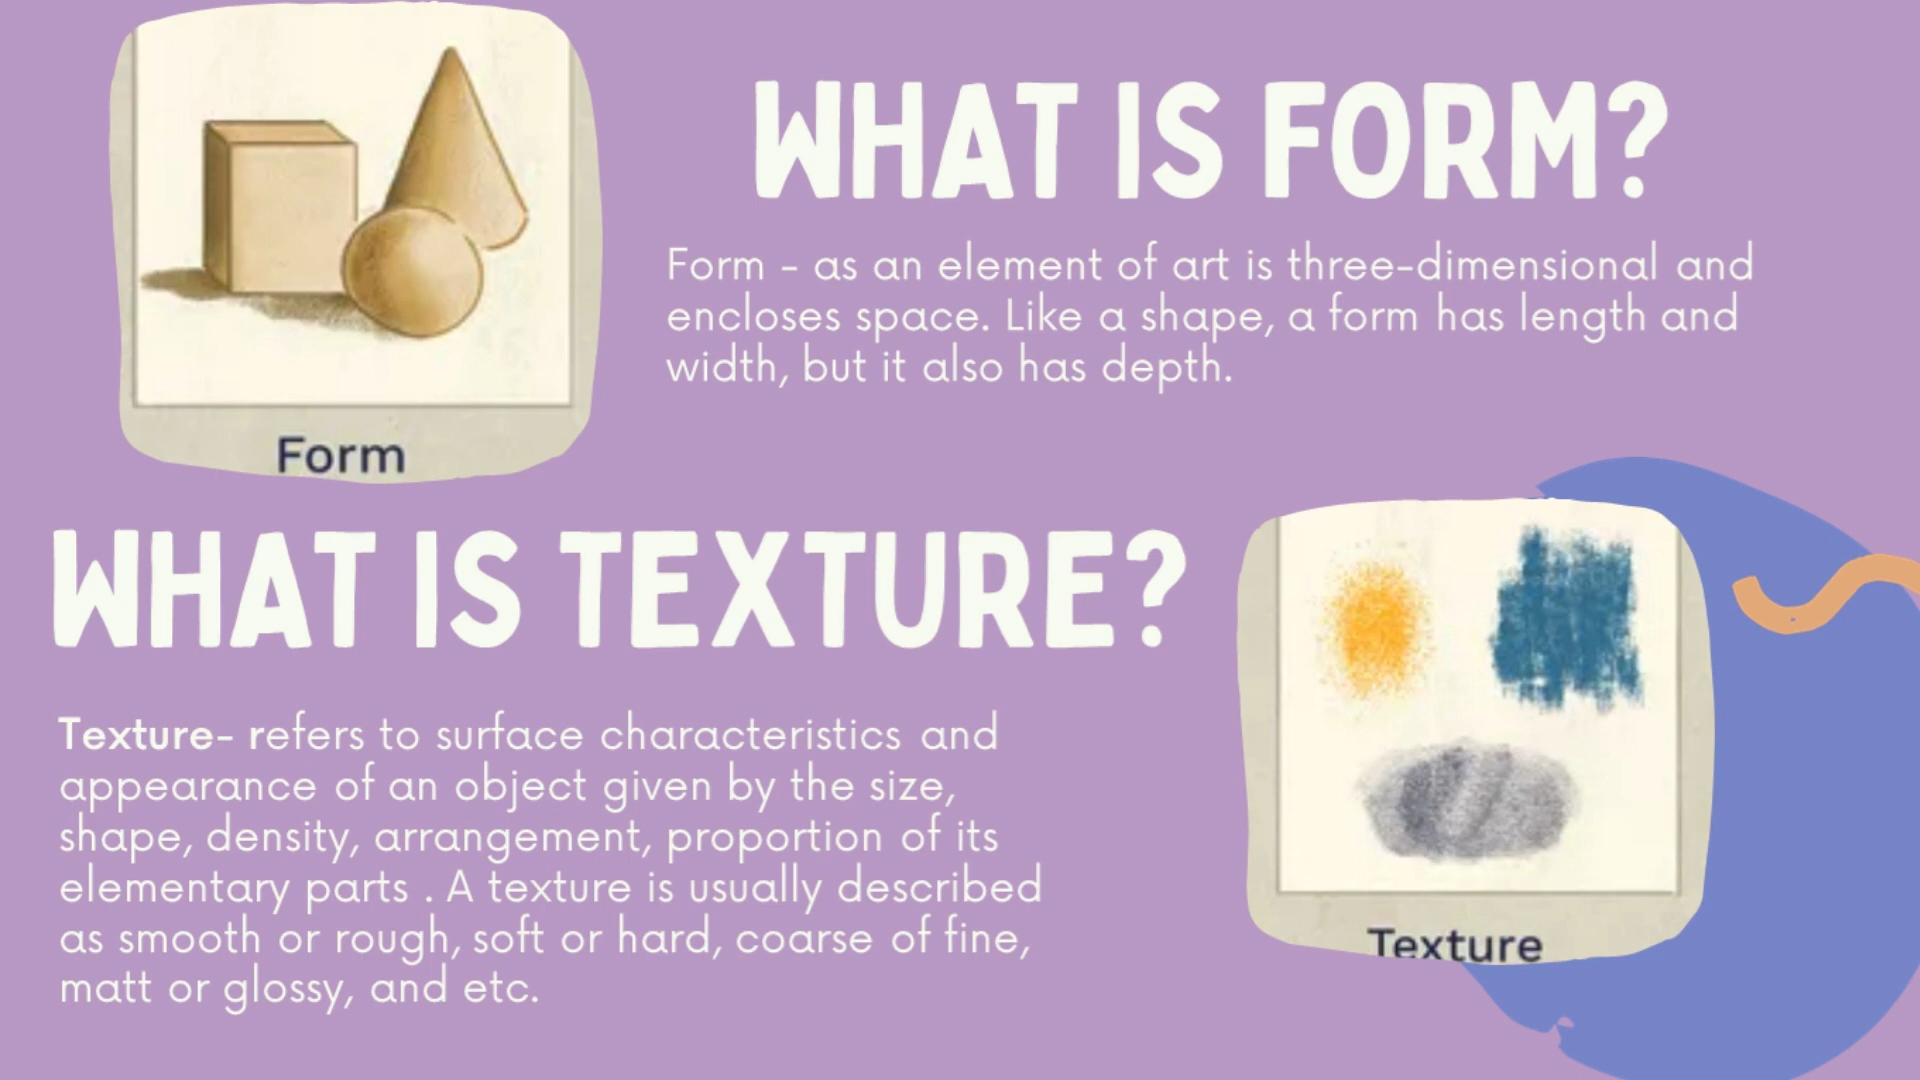 WHAT IS FORM?
Form - as an element of art is three-dimensional and
encloses space. Like a shape, a form has length and
width, but it also has depth.
Form
WHAT IS TEXTURE?
Texture- refers to surface characteristics and
appearance of an object given by the size,
shape, density, arrangement, proportion of its
elementary parts . A texture is usually described
as smooth or rough, soft or hard, coarse of fine,
matt or glossy, and etc.
Texture